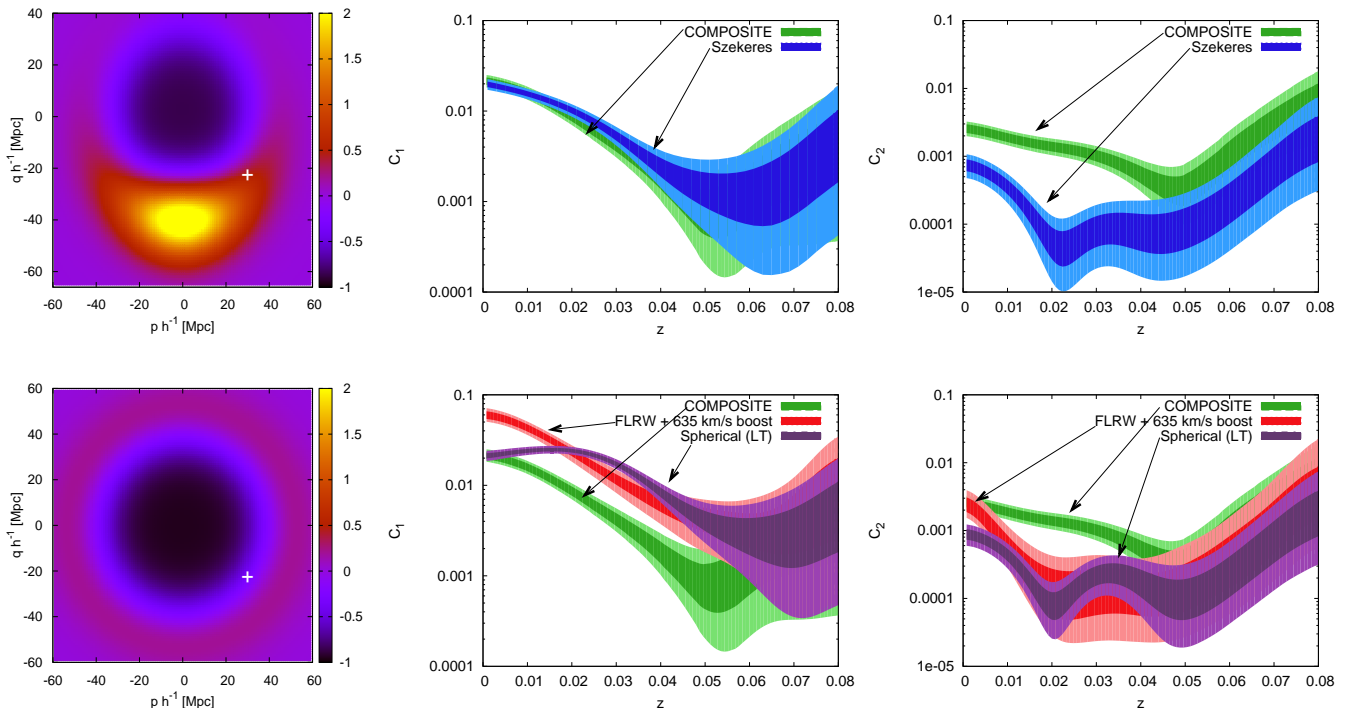 40
20
0
-20
-40
-60
-60 -40 -20 0 20 40 60
p h⁻¹ [Mpc]
q h⁻¹ [Mpc]
2
1.5
1
0.5
0
-0.5
-1
0.1
0.01
0.001
0.0001
C₁
0 0.01 0.02 0.03 0.04 0.05 0.06 0.07 0.08
z
COMPOSITE
Szekeres
0.1
0.01
0.001
0.0001
1e-05
C₂
0 0.01 0.02 0.03 0.04 0.05 0.06 0.07 0.08
z
COMPOSITE
Szekeres
60
40
20
0
-20
-40
-60
-60 -40 -20 0 20 40 60
p h⁻¹ [Mpc]
q h⁻¹ [Mpc]
2
1.5
1
0.5
0
-0.5
-1
0.1
0.01
0.001
0.0001
C₁
0 0.01 0.02 0.03 0.04 0.05 0.06 0.07 0.08
z
COMPOSITE
FLRW + 635 km/s boost
Spherical (LT)
0.1
0.01
0.001
0.0001
1e-05
C₂
0 0.01 0.02 0.03 0.04 0.05 0.06 0.07 0.08
z
COMPOSITE
FLRW + 635 km/s boost
Spherical (LT)